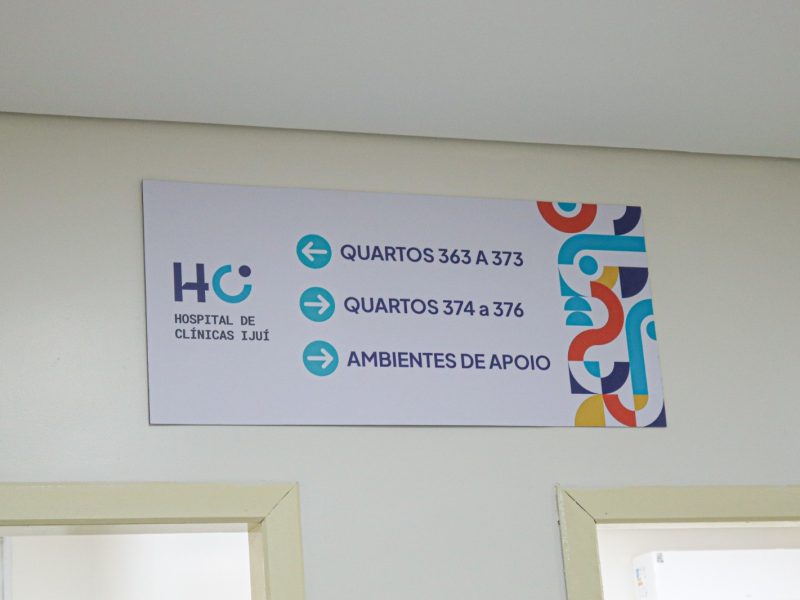 HC
HOSPITAL DE
CLÍNICAS IJUÍ
QUARTOS 363 A 373
QUARTOS 374 a 376
AMBIENTES DE APOIO